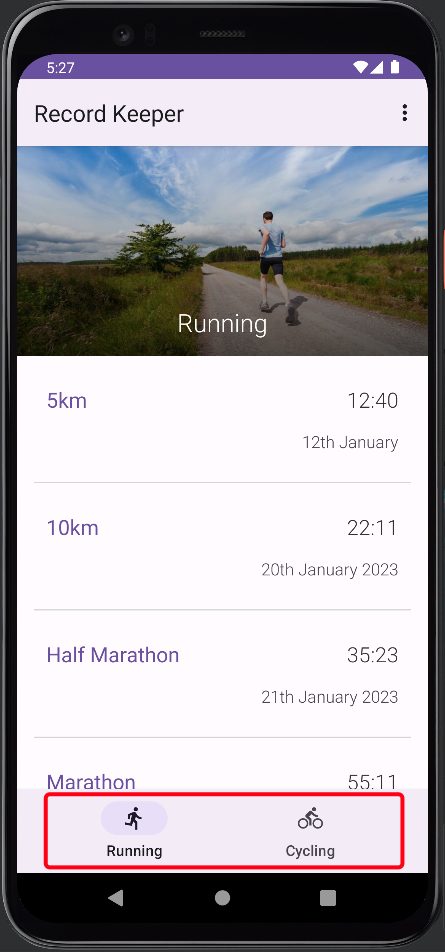 5:27
Record Keeper
Running
5km 12:40
12th January
10km 22:11
20th January 2023
Half Marathon 35:23
21th January 2023
Marathon 55:11
Running Cycling